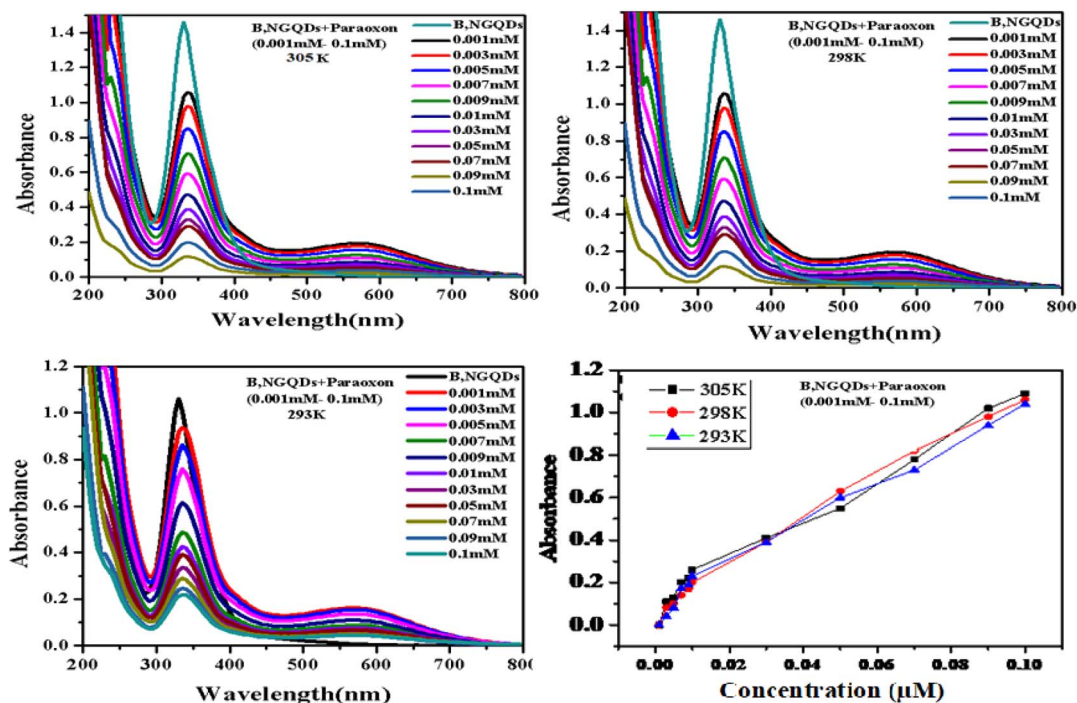 B,NGQDs+Paraoxon
(0.001mM- 0.1mM)
305 K
B,NGQDs
0.001mM
0.003mM
0.005mM
0.007mM
0.009mM
0.01mM
0.03mM
0.05mM
0.07mM
0.09mM
0.1mM
1.4
1.2
1.0
0.8
0.6
0.4
0.2
0.0
Absorbance
200 300 400 500 600 700 800
Wavelength(nm)
B,NGQDs+Paraoxon
(0.001mM- 0.1mM)
298K
B,NGQDs
0.001mM
0.003mM
0.005mM
0.007mM
0.009mM
0.01mM
0.03mM
0.05mM
0.07mM
0.09mM
0.1mM
1.4
1.2
1.0
0.8
0.6
0.4
0.2
0.0
Absorbance
200 300 400 500 600 700 800
Wavelength(nm)
B,NGQDs+Paraoxon
(0.001mM- 0.1mM)
293K
B,NGQDs
0.001mM
0.003mM
0.005mM
0.007mM
0.009mM
0.01mM
0.03mM
0.05mM
0.07mM
0.09mM
0.1mM
1.2
1.0
0.8
0.6
0.4
0.2
0.0
Absorbance
200 300 400 500 600 700 800
Wavelength(nm)
305K
298K
293K
B,NGQDs+Paraoxon
(0.001mM- 0.1mM)
1.2
1.0
0.8
0.6
0.4
0.2
0.0
Absorbance
0.00 0.02 0.04 0.06 0.08 0.10
Concentration (µM)